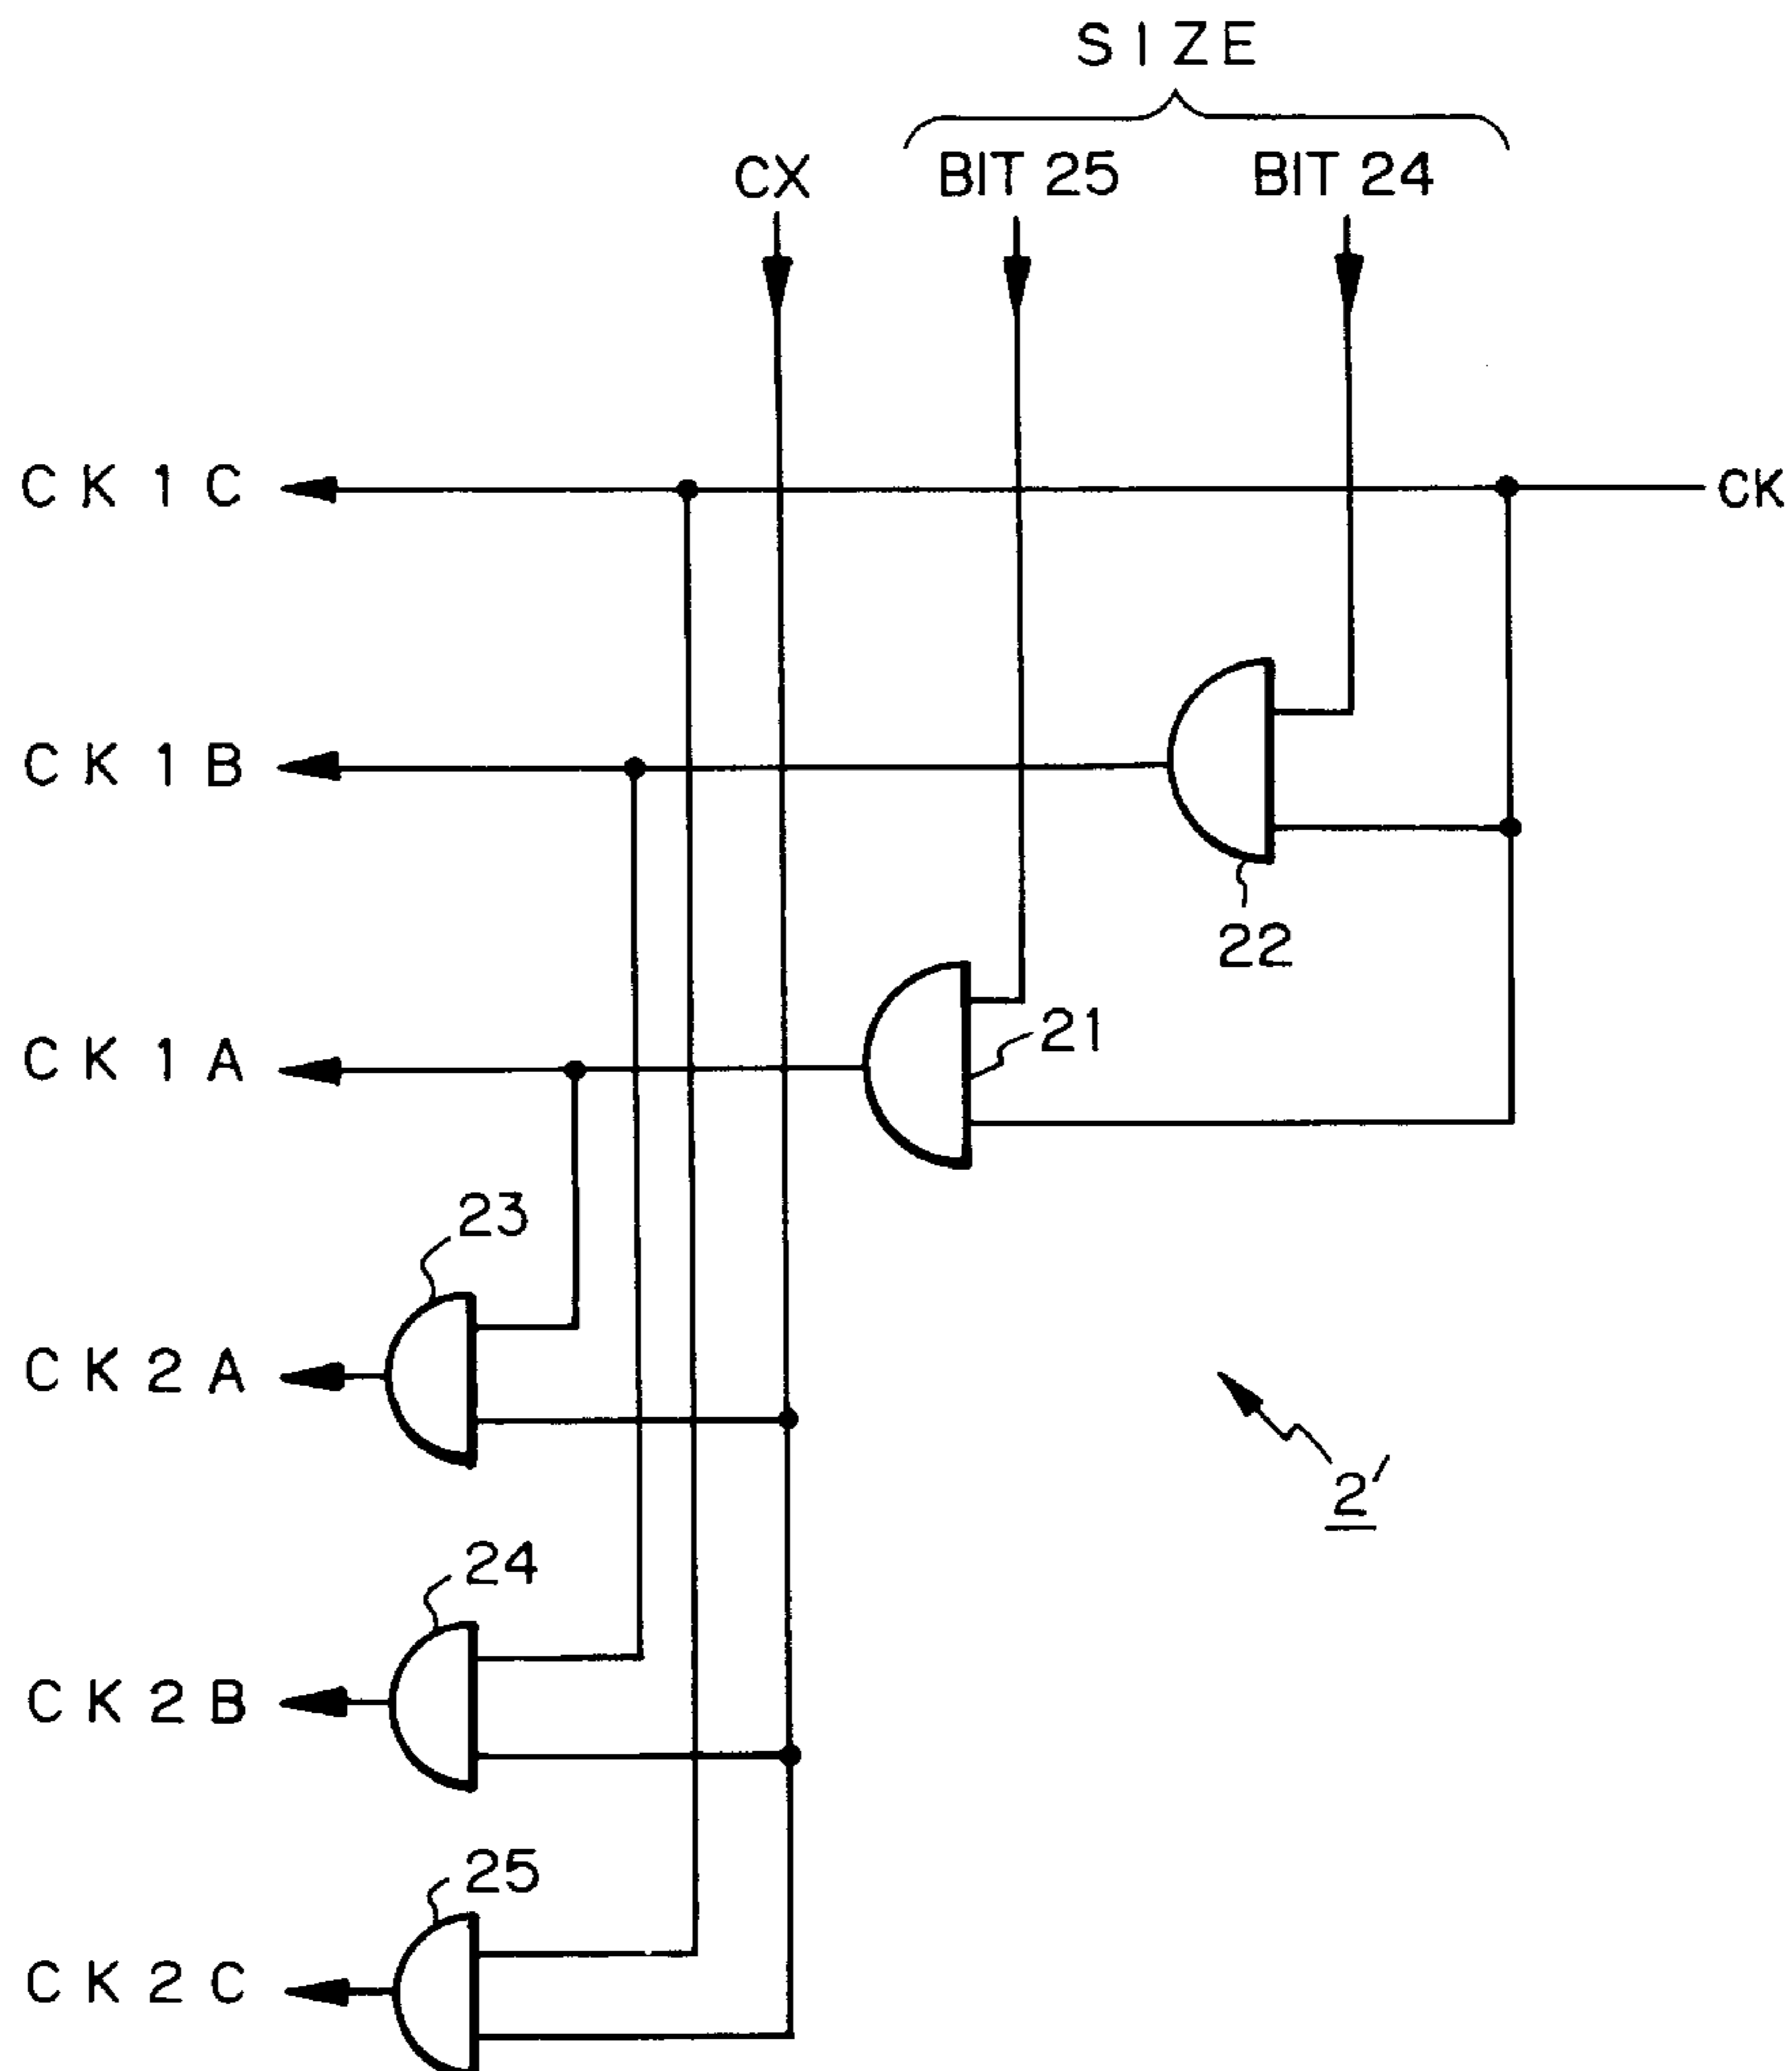 SIZE
CX BIT 25 BIT 24
CK1C CK
CK1B
22
21
CK1A
23
CK2A
2'
24
CK2B
25
CK2C